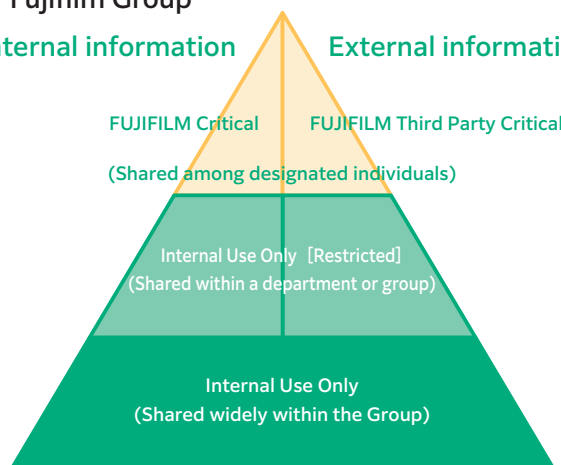 Fujifilm Group
ternal information External informati
FUJIFILM Critical FUJIFILM Third Party Critical
(Shared among designated individuals)
Internal Use Only [Restricted]
(Shared within a department or group)
Internal Use Only
(Shared widely within the Group)